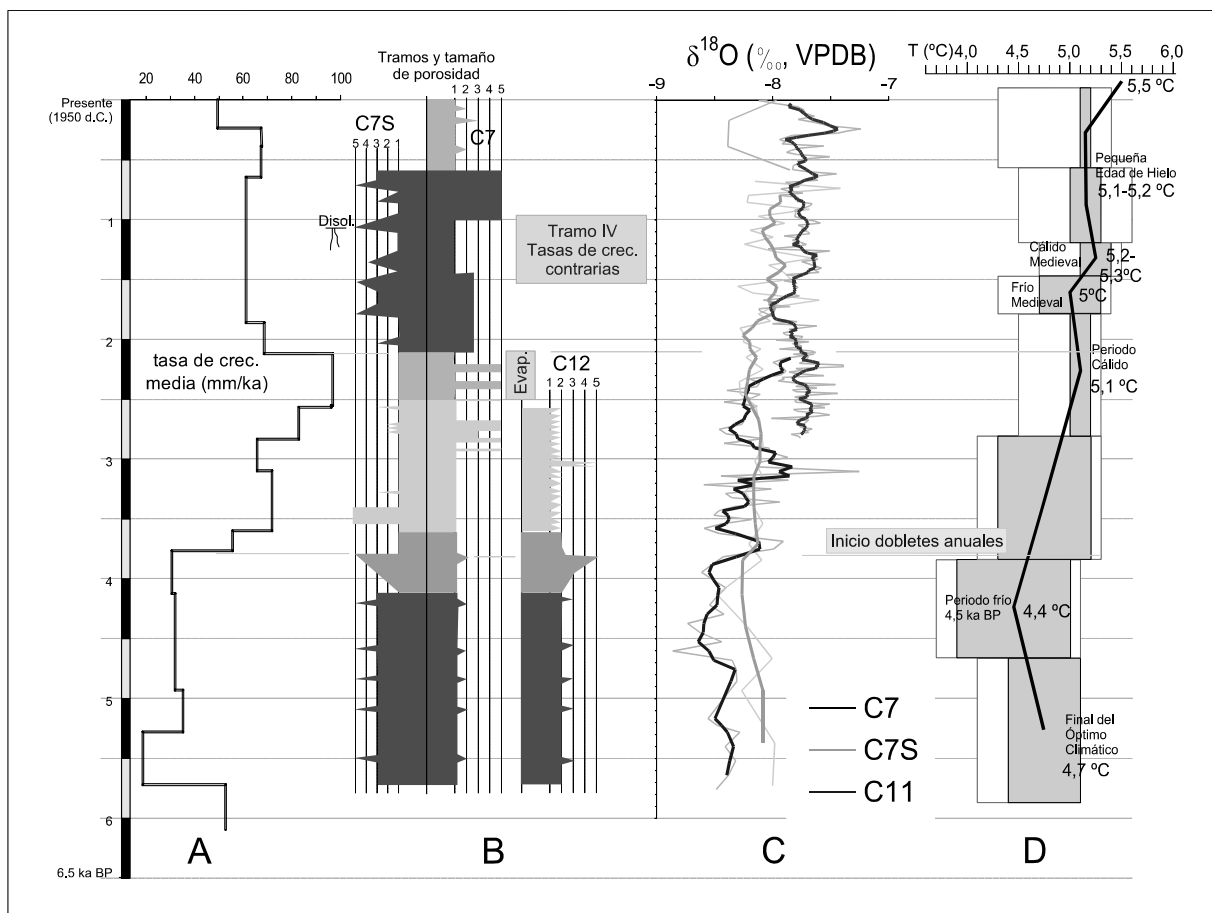 Tramos y tamaño
de porosidad
δ¹⁸O (‰, VPDB)
T (ºC) 4,0 4,5 5,0 5,5 6,0
20 40 60 80 100
-9 -8 -7
Presente
(1950 d.C.)
C7S
5 4 3 2 1
1 2 3 4 5
C7
5,5 ºC
Pequeña
Edad de Hielo
5,1-5,2 ºC
1
Disol.
Tramo IV
Tasas de crec.
contrarias
Cálido
Medieval
5,2-
5,3ºC
Frío
Medieval
5ºC
2
tasa de crec.
media (mm/ka)
Evap.
C12
1 2 3 4 5
Periodo
Cálido
5,1 ºC
3
Inicio dobletes anuales
4
Periodo frío
4,5 ka BP
4,4 ºC
5
C7
C7S
C11
Final del
Óptimo
Climático
4,7 ºC
6
A
B
C
D
6,5 ka BP